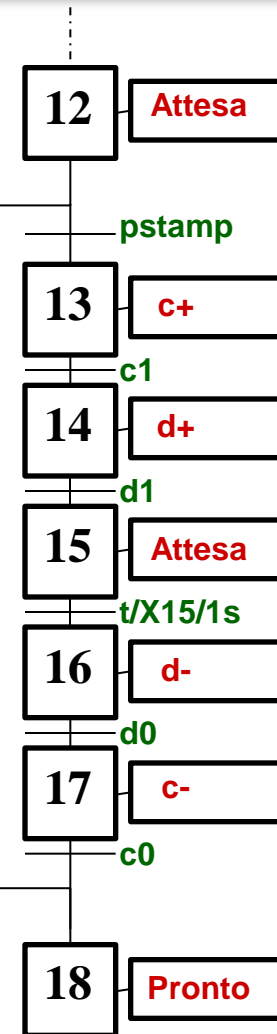 12 Attesa
pstamp
13 c+
c1
14 d+
d1
15 Attesa
t/X15/1s
16 d-
d0
17 c-
c0
18 Pronto